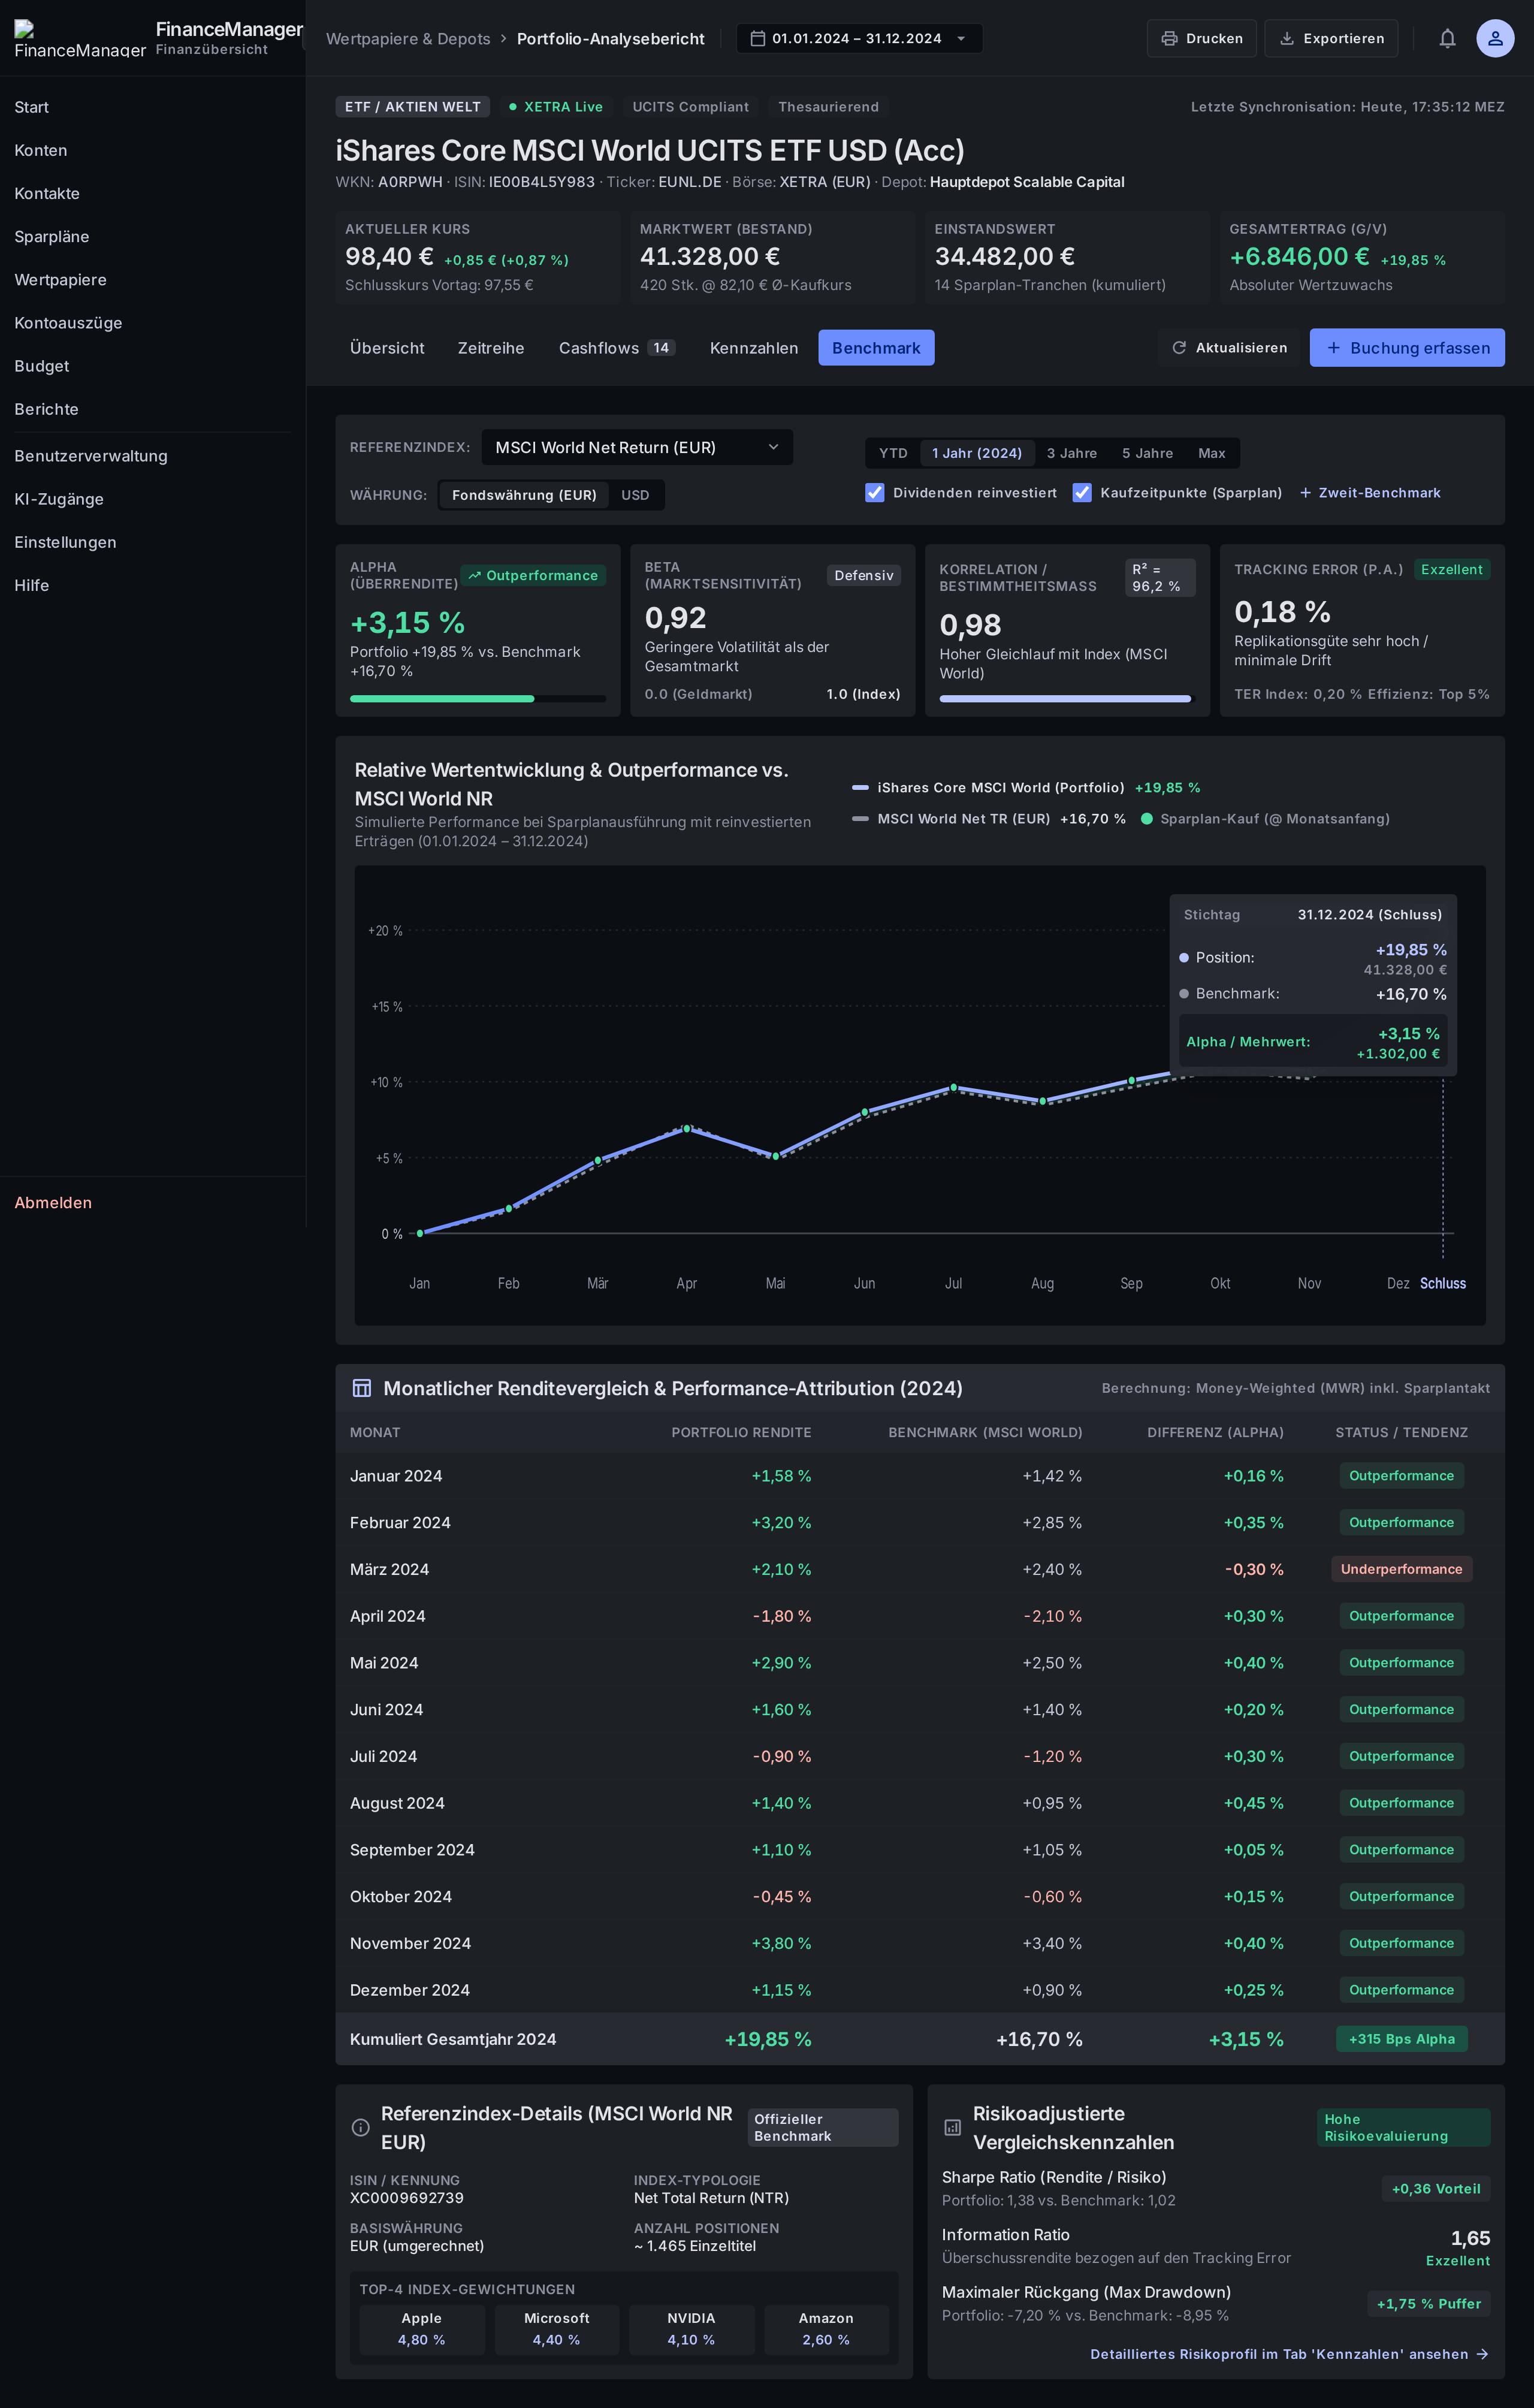 FinanceManager
FinanceManager
Finanzübersicht
Wertpapiere & Depots
Portfolio-Analysebericht
01.01.2024 – 31.12.2024
Drucken
Exportieren
Start
Konten
Kontakte
Sparpläne
Wertpapiere
Kontoauszüge
Budget
Berichte
Benutzerverwaltung
KI-Zugänge
Einstellungen
Hilfe
Abmelden
ETF / AKTIEN WELT
XETRA Live
UCITS Compliant
Thesaurierend
Letzte Synchronisation: Heute, 17:35:12 MEZ
iShares Core MSCI World UCITS ETF USD (Acc)
WKN: A0RPWH · ISIN: IE00B4L5Y983 · Ticker: EUNL.DE · Börse: XETRA (EUR) · Depot: Hauptdepot Scalable Capital
AKTUELLER KURS
98,40 € +0,85 € (+0,87 %)
Schlusskurs Vortag: 97,55 €
MARKTWERT (BESTAND)
41.328,00 €
420 Stk. @ 82,10 € Ø-Kaufkurs
EINSTANDSWERT
34.482,00 €
14 Sparplan-Tranchen (kumuliert)
GESAMTERTRAG (G/V)
+6.846,00 € +19,85 %
Absoluter Wertzuwachs
Übersicht
Zeitreihe
Cashflows 14
Kennzahlen
Benchmark
Aktualisieren
Buchung erfassen
REFERENZINDEX:
MSCI World Net Return (EUR)
WÄHRUNG:
Fondswährung (EUR)
USD
YTD
1 Jahr (2024)
3 Jahre
5 Jahre
Max
Dividenden reinvestiert
Kaufzeitpunkte (Sparplan)
Zweit-Benchmark
ALPHA
(ÜBERRENDITE)
Outperformance
+3,15 %
Portfolio +19,85 % vs. Benchmark
+16,70 %
BETA
(MARKTSENSITIVITÄT)
Defensiv
0,92
Geringere Volatilität als der
Gesamtmarkt
0.0 (Geldmarkt)
1.0 (Index)
KORRELATION /
BESTIMMTHEITSMASS
R² =
96,2 %
0,98
Hoher Gleichlauf mit Index (MSCI
World)
TRACKING ERROR (P.A.)
Exzellent
0,18 %
Replikationsgüte sehr hoch /
minimale Drift
TER Index: 0,20 % Effizienz: Top 5%
Relative Wertentwicklung & Outperformance vs.
MSCI World NR
Simulierte Performance bei Sparplanausführung mit reinvestierten
Erträgen (01.01.2024 – 31.12.2024)
iShares Core MSCI World (Portfolio) +19,85 %
MSCI World Net TR (EUR) +16,70 %
Sparplan-Kauf (@ Monatsanfang)
+20 %
+15 %
+10 %
+5 %
0 %
Stichtag
31.12.2024 (Schluss)
Position:
+19,85 %
41.328,00 €
Benchmark:
+16,70 %
Alpha / Mehrwert:
+3,15 %
+1.302,00 €
Jan
Feb
Mär
Apr
Mai
Jun
Jul
Aug
Sep
Okt
Nov
Dez
Schluss
Monatlicher Renditevergleich & Performance-Attribution (2024)
Berechnung: Money-Weighted (MWR) inkl. Sparplantakt
MONAT PORTFOLIO RENDITE BENCHMARK (MSCI WORLD) DIFFERENZ (ALPHA) STATUS / TENDENZ
Januar 2024 +1,58 % +1,42 % +0,16 % Outperformance
Februar 2024 +3,20 % +2,85 % +0,35 % Outperformance
März 2024 +2,10 % +2,40 % -0,30 % Underperformance
April 2024 -1,80 % -2,10 % +0,30 % Outperformance
Mai 2024 +2,90 % +2,50 % +0,40 % Outperformance
Juni 2024 +1,60 % +1,40 % +0,20 % Outperformance
Juli 2024 -0,90 % -1,20 % +0,30 % Outperformance
August 2024 +1,40 % +0,95 % +0,45 % Outperformance
September 2024 +1,10 % +1,05 % +0,05 % Outperformance
Oktober 2024 -0,45 % -0,60 % +0,15 % Outperformance
November 2024 +3,80 % +3,40 % +0,40 % Outperformance
Dezember 2024 +1,15 % +0,90 % +0,25 % Outperformance
Kumuliert Gesamtjahr 2024 +19,85 % +16,70 % +3,15 % +315 Bps Alpha
Referenzindex-Details (MSCI World NR
EUR)
Offizieller
Benchmark
ISIN / KENNUNG
XC0009692739
INDEX-TYPOLOGIE
Net Total Return (NTR)
BASISWÄHRUNG
EUR (umgerechnet)
ANZAHL POSITIONEN
~ 1.465 Einzeltitel
TOP-4 INDEX-GEWICHTUNGEN
Apple
4,80 %
Microsoft
4,40 %
NVIDIA
4,10 %
Amazon
2,60 %
Risikoadjustierte
Vergleichskennzahlen
Hohe
Risikoevaluierung
Sharpe Ratio (Rendite / Risiko)
Portfolio: 1,38 vs. Benchmark: 1,02
+0,36 Vorteil
Information Ratio
Überschussrendite bezogen auf den Tracking Error
1,65
Exzellent
Maximaler Rückgang (Max Drawdown)
Portfolio: -7,20 % vs. Benchmark: -8,95 %
+1,75 % Puffer
Detailliertes Risikoprofil im Tab 'Kennzahlen' ansehen